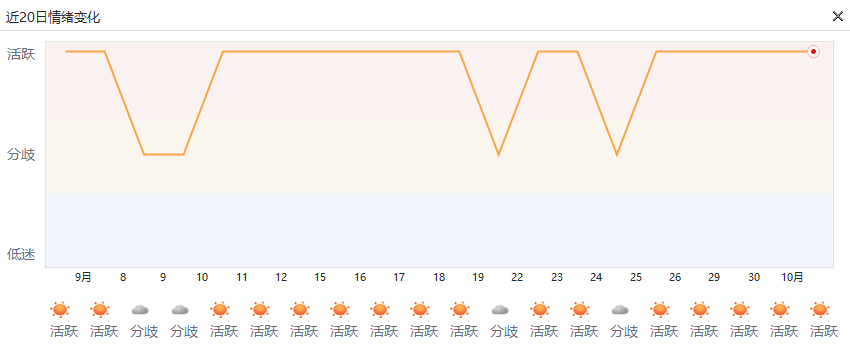 近20日情绪变化
活跃
分歧
低迷
9月 8 9 10 11 12 15 16 17 18 19 22 23 24 25 26 29 30 10月
活跃 活跃 分歧 分歧 活跃 活跃 活跃 活跃 活跃 活跃 活跃 分歧 活跃 活跃 分歧 活跃 活跃 活跃 活跃 活跃